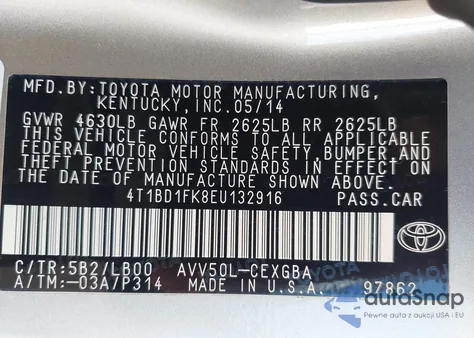 MFD. BY: TOYOTA MOTOR MANUFACTURING,
KENTUCKY, INC. 05/14
GVWR 4630LB GAWR FR 2625LB RR 2625LB
THIS VEHICLE CONFORMS TO ALL APPLICABLE
FEDERAL MOTOR VEHICLE SAFETY, BUMPER, AND
THEFT PREVENTION STANDARDS IN EFFECT ON
THE DATE OF MANUFACTURE SHOWN ABOVE.
4T1BD1FK8EU132916 PASS.CAR
C/TR:5B2/LB00 AVV50L-CEXGBA
A/TM:-03A7P314 MADE IN U.S.A. 97862
TOYOTA
autoSnap
Pewne auta z aukcji USA i EU